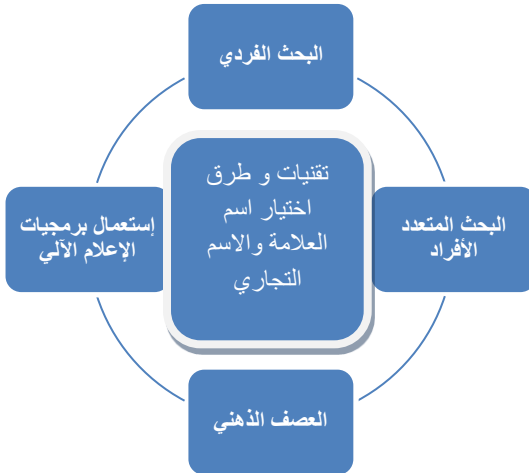 البحث الفردي
تقنيات و طرق
اختيار اسم
العلامة والاسم
التجاري
البحث المتعدد
الأفراد
إستعمال برمجيات
الإعلام الآلي
العصف الذهني